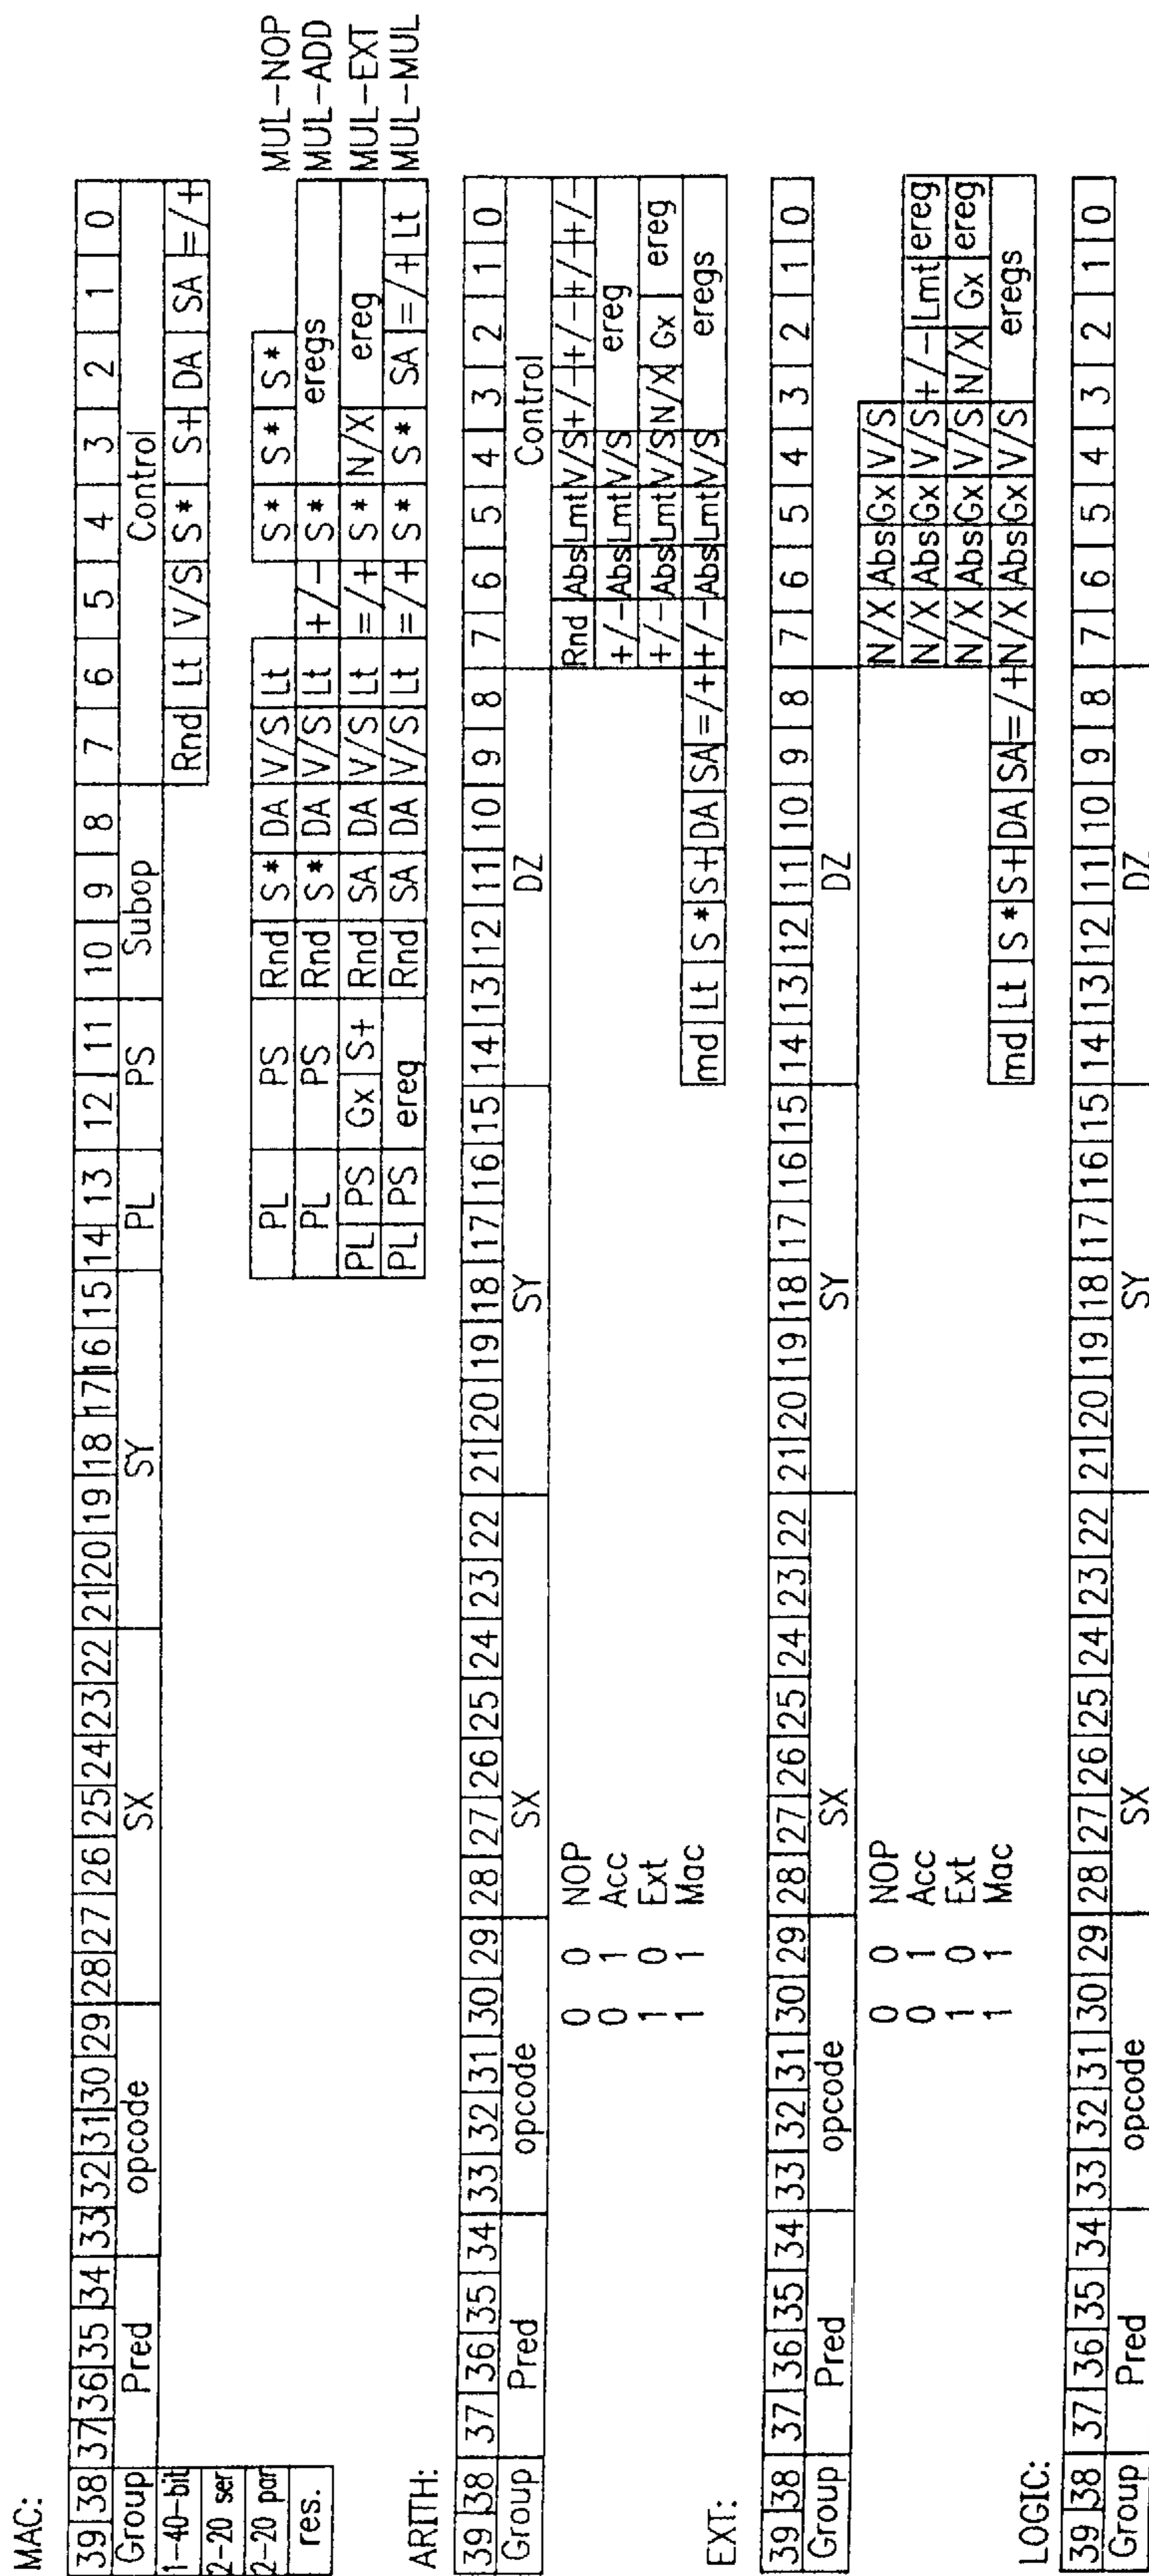 MAC:
39 38 37 36 35 34 33 32 31 30 29 28 27 26 25 24 23 22 21 20 19 18 17 16 15 14 13 12 11 10 9 8 7 6 5 4 3 2 1 0
Group Pred opcode SX SY PL PS Subop Control
1-40-bit Rnd Lt V/S S* S+ DA SA =/+
2-20 ser
2-20 par PL PS Rnd S* DA V/S Lt S* S* S* MUL-NOP
res. PL PS Rnd S* DA V/S Lt +/- S* eregs MUL-ADD
PL PS Gx S+ Rnd SA DA V/S Lt =/+ S* N/X ereg MUL-EXT
PL PS ereg Rnd SA DA V/S Lt =/+ S* S* SA =/+ Lt MUL-MUL
ARITH:
39 38 37 36 35 34 33 32 31 30 29 28 27 26 25 24 23 22 21 20 19 18 17 16 15 14 13 12 11 10 9 8 7 6 5 4 3 2 1 0
Group Pred opcode SX SY DZ Control
0 0 NOP Rnd Abs Lmt V/S +/- +/- +/- +/-
0 1 Acc +/- Abs Lmt V/S ereg
1 0 Ext +/- Abs Lmt V/S N/X Gx ereg
1 1 Mac md Lt S* S+ DA SA =/+ +/- Abs Lmt V/S eregs
EXT:
39 38 37 36 35 34 33 32 31 30 29 28 27 26 25 24 23 22 21 20 19 18 17 16 15 14 13 12 11 10 9 8 7 6 5 4 3 2 1 0
Group Pred opcode SX SY DZ
0 0 NOP N/X Abs Gx V/S
0 1 Acc N/X Abs Gx V/S +/- Lmt ereg
1 0 Ext N/X Abs Gx V/S N/X Gx ereg
1 1 Mac md Lt S* S+ DA SA =/+ N/X Abs Gx V/S eregs
LOGIC:
39 38 37 36 35 34 33 32 31 30 29 28 27 26 25 24 23 22 21 20 19 18 17 16 15 14 13 12 11 10 9 8 7 6 5 4 3 2 1 0
Group Pred opcode SX SY DZ